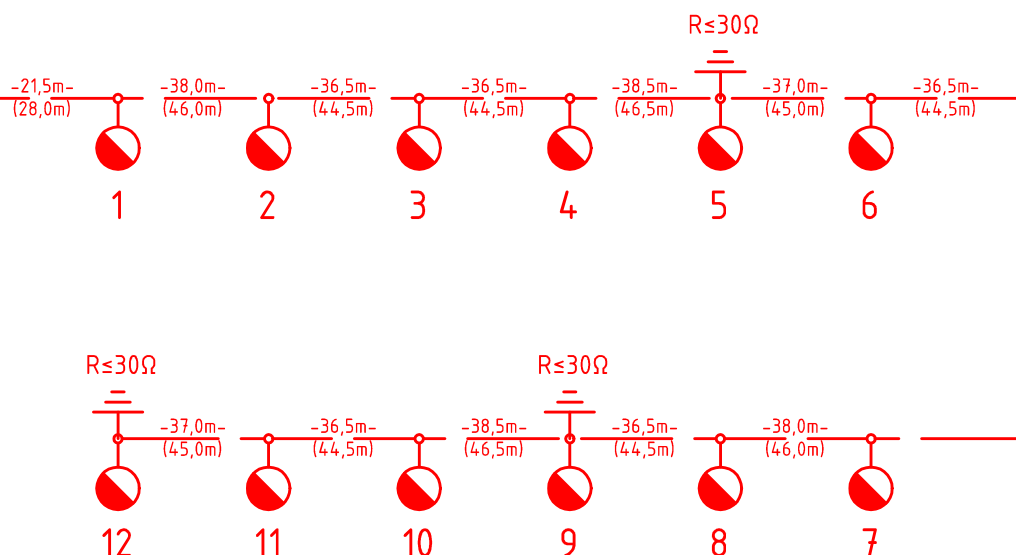 R≤30Ω
-21,5m- -38,0m- -36,5m- -36,5m- -38,5m- -37,0m- -36,5m-
(28,0m) (46,0m) (44,5m) (44,5m) (46,5m) (45,0m) (44,5m)
1 2 3 4 5 6
R≤30Ω R≤30Ω
-37,0m- -36,5m- -38,5m- -36,5m- -38,0m-
(45,0m) (44,5m) (46,5m) (44,5m) (46,0m)
12 11 10 9 8 7